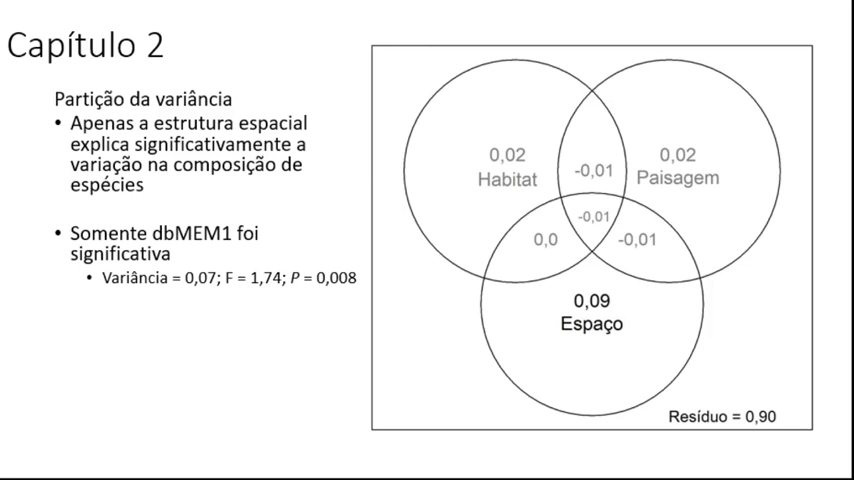 Capítulo 2
Partição da variância
• Apenas a estrutura espacial
explica significativamente a
variação na composição de
espécies
• Somente dbMEM1 foi
significativa
• Variância = 0,07; F = 1,74; P = 0,008
0,02
Habitat
-0,01
0,02
Paisagem
-0,01
0,0
-0,01
0,09
Espaço
Resíduo = 0,90